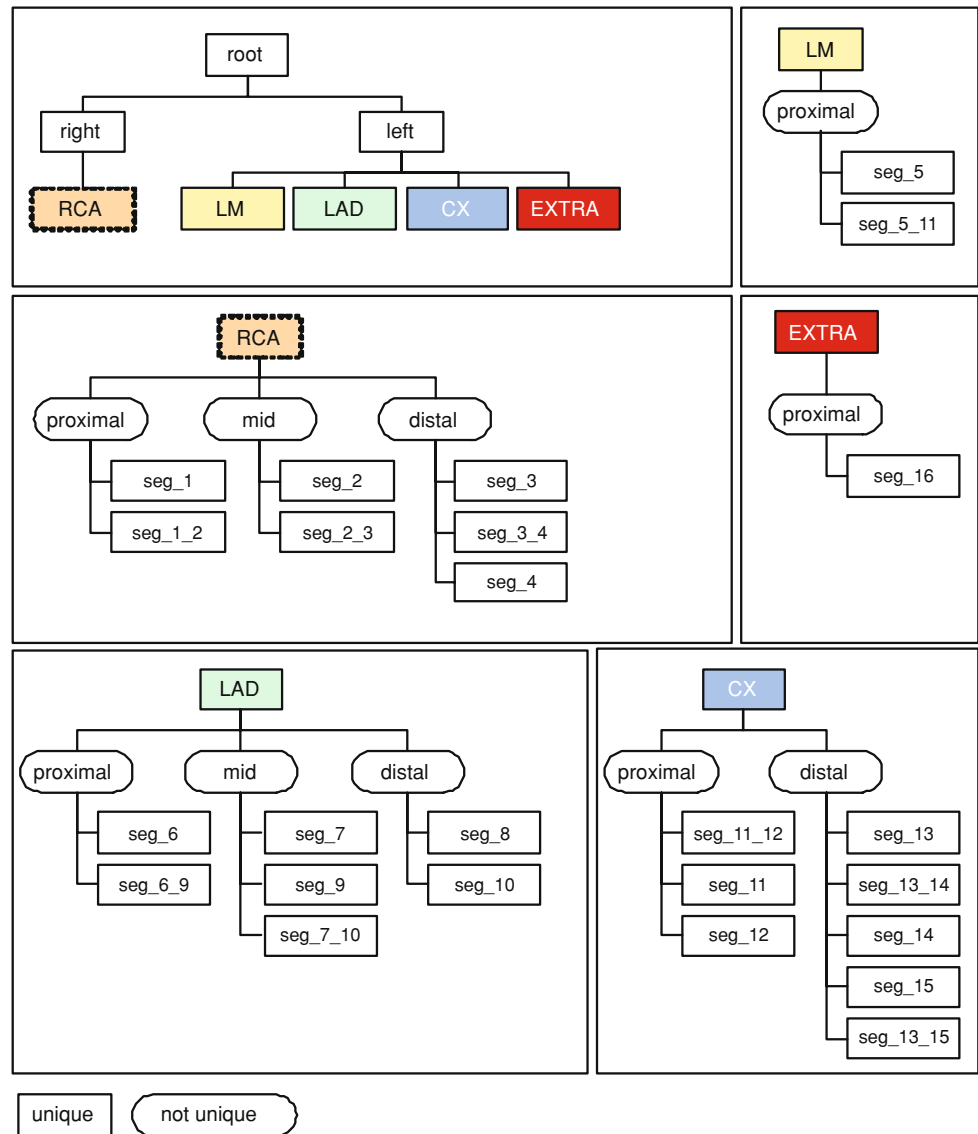 root
right
left
RCA
LM
LAD
CX
EXTRA
LM
proximal
seg_5
seg_5_11
RCA
proximal
mid
distal
seg_1
seg_2
seg_3
seg_1_2
seg_2_3
seg_3_4
seg_4
EXTRA
proximal
seg_16
LAD
proximal
mid
distal
seg_6
seg_7
seg_8
seg_6_9
seg_9
seg_10
seg_7_10
CX
proximal
distal
seg_11_12
seg_13
seg_11
seg_13_14
seg_12
seg_14
seg_15
seg_13_15
unique
not unique